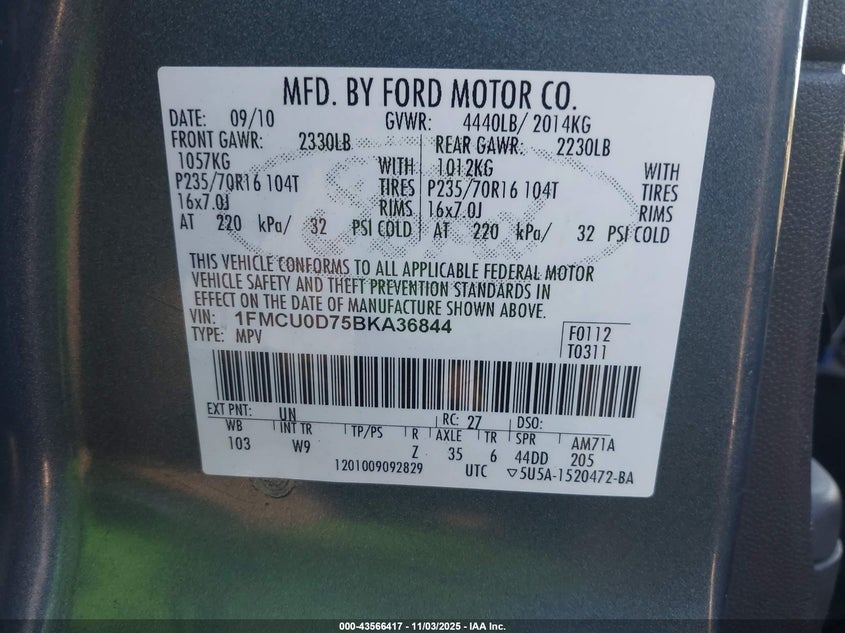 MFD. BY FORD MOTOR CO.
DATE: 09/10 GVWR: 4440LB/ 2014KG
FRONT GAWR: 2330LB REAR GAWR: 2230LB
1057KG WITH 1012KG WITH
P235/70R16 104T TIRES P235/70R16 104T TIRES
16x7.0J RIMS 16x7.0J RIMS
AT 220 kPa/ 32 PSI COLD AT 220 kPa/ 32 PSI COLD
THIS VEHICLE CONFORMS TO ALL APPLICABLE FEDERAL MOTOR
VEHICLE SAFETY AND THEFT PREVENTION STANDARDS IN
EFFECT ON THE DATE OF MANUFACTURE SHOWN ABOVE.
VIN: 1FMCU0D75BKA36844
TYPE: MPV
F0112
T0311
EXT PNT: UN RC: 27 DSO:
WB INT TR TP/PS R AXLE TR SPR AM71A
103 W9 Z 35 6 44DD 205
1201009092829 UTC ▽5U5A-1520472-BA
000-43566417 - 11/03/2025 - IAA Inc.